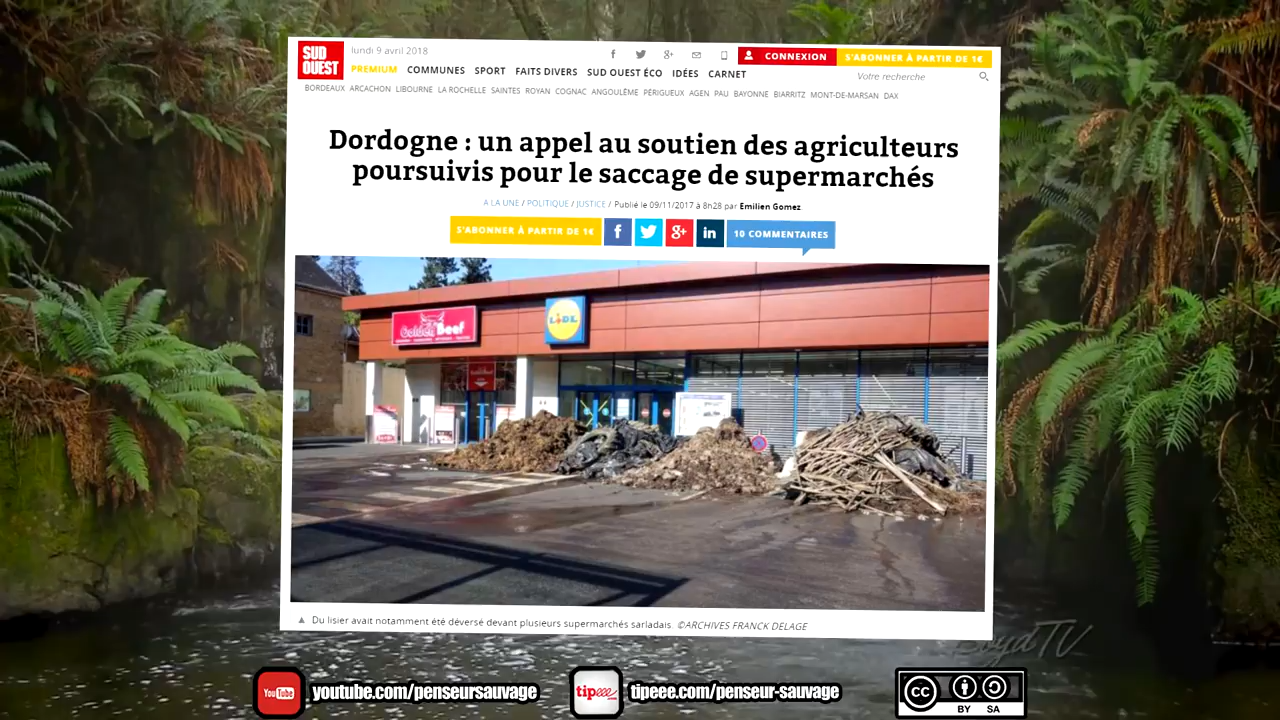 SUD OUEST
lundi 9 avril 2018
CONNEXION
S'ABONNER À PARTIR DE 1€
PREMIUM COMMUNES SPORT FAITS DIVERS SUD OUEST ÉCO IDÉES CARNET
Votre recherche
BORDEAUX ARCACHON LIBOURNE LA ROCHELLE SAINTES ROYAN COGNAC ANGOULÊME PÉRIGUEUX AGEN PAU BAYONNE BIARRITZ MONT-DE-MARSAN DAX
Dordogne : un appel au soutien des agriculteurs
poursuivis pour le saccage de supermarchés
A LA UNE / POLITIQUE / JUSTICE / Publié le 09/11/2017 à 8h28 par Emilien Gomez
S'ABONNER À PARTIR DE 1€
10 COMMENTAIRES
Golden Beef
LIDL
Du lisier avait notamment été déversé devant plusieurs supermarchés sarladais. ©ARCHIVES FRANCK DELAGE
YouTube
youtube.com/penseursauvage
tipeee
tipeee.com/penseur-sauvage
cc
BY SA